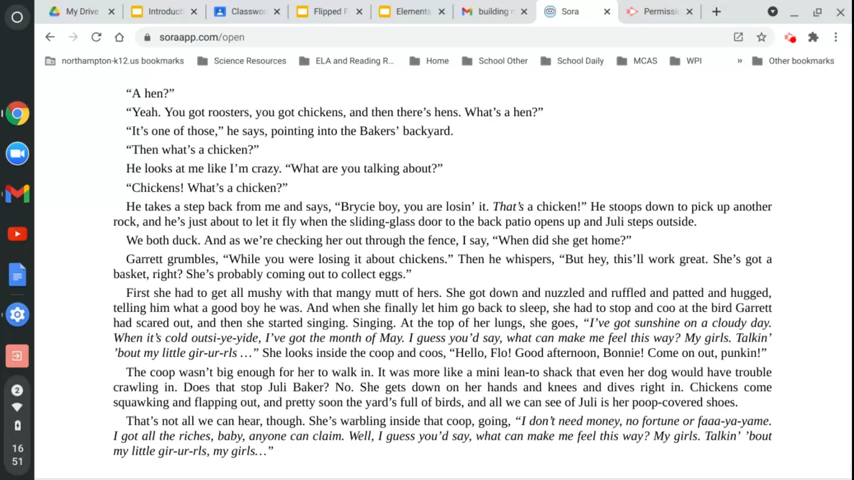 My Drive
Introduct
Classwor
Flipped F
Elements
building n
Sora
Permissi
soraapp.com/open
northampton-k12.us bookmarks
Science Resources
ELA and Reading R...
Home
School Other
School Daily
MCAS
WPI
»
Other bookmarks
“A hen?”
“Yeah. You got roosters, you got chickens, and then there’s hens. What’s a hen?”
“It’s one of those,” he says, pointing into the Bakers’ backyard.
“Then what’s a chicken?”
He looks at me like I’m crazy. “What are you talking about?”
“Chickens! What’s a chicken?”
He takes a step back from me and says, “Brycie boy, you are losin’ it. That’s a chicken!” He stoops down to pick up another
rock, and he’s just about to let it fly when the sliding-glass door to the back patio opens up and Juli steps outside.
We both duck. And as we’re checking her out through the fence, I say, “When did she get home?”
Garrett grumbles, “While you were losing it about chickens.” Then he whispers, “But hey, this’ll work great. She’s got a
basket, right? She’s probably coming out to collect eggs.”
First she had to get all mushy with that mangy mutt of hers. She got down and nuzzled and ruffled and patted and hugged,
telling him what a good boy he was. And when she finally let him go back to sleep, she had to stop and coo at the bird Garrett
had scared out, and then she started singing. Singing. At the top of her lungs, she goes, “I’ve got sunshine on a cloudy day.
When it’s cold outsi-ye-yide, I’ve got the month of May. I guess you’d say, what can make me feel this way? My girls. Talkin’
’bout my little gir-ur-rls …” She looks inside the coop and coos, “Hello, Flo! Good afternoon, Bonnie! Come on out, punkin!”
The coop wasn’t big enough for her to walk in. It was more like a mini lean-to shack that even her dog would have trouble
crawling in. Does that stop Juli Baker? No. She gets down on her hands and knees and dives right in. Chickens come
squawking and flapping out, and pretty soon the yard’s full of birds, and all we can see of Juli is her poop-covered shoes.
That’s not all we can hear, though. She’s warbling inside that coop, going, “I don’t need money, no fortune or faaa-ya-yame.
I got all the riches, baby, anyone can claim. Well, I guess you’d say, what can make me feel this way? My girls. Talkin’ ’bout
my little gir-ur-rls, my girls…”
2
16
51